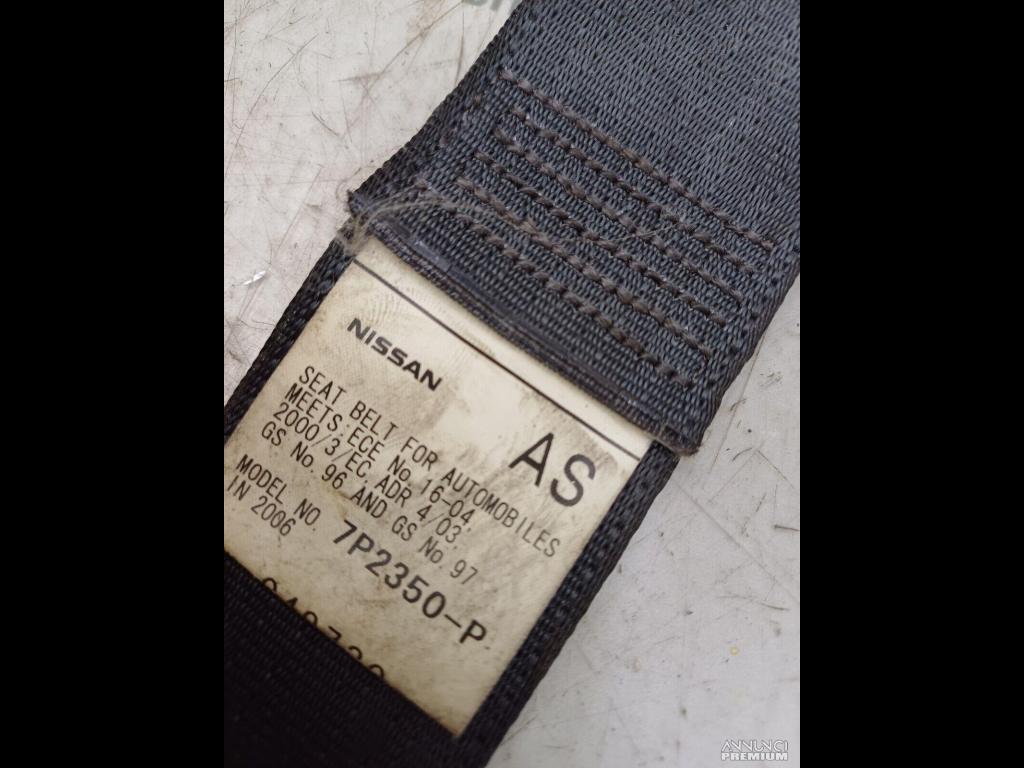 NISSAN
AS
SEAT BELT FOR AUTOMOBILES
MEETS:ECE No. 16-04,
2000/3/EC, ADR 4/03,
GS No. 96 AND GS No. 97
MODEL NO. 7P2350-P
IN 2006
ANNUNCI
PREMIUM